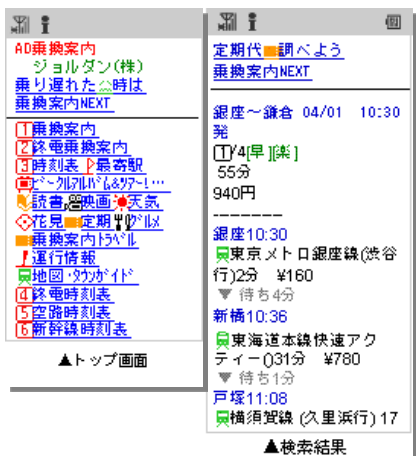 AD乗換案内
ジョルダン(株)
乗り遅れた時は
乗換案内NEXT
1乗換案内
2終電乗換案内
3時刻表 最寄駅
ビークルアルバム&ツアー!…
読書 映画 天気
花見 定期 グルメ
乗換案内トラベル
運行情報
地図・タウンガイド
4終電時刻表
5空路時刻表
6新幹線時刻表
▲トップ画面
定期代 調べよう
乗換案内NEXT
銀座～鎌倉 04/01 10:30
発
1/4[早][楽]
55分
940円
-------
銀座10:30
東京メトロ銀座線(渋谷
行)2分 ¥160
▼待ち4分
新橋10:36
東海道本線快速アク
ティー()31分 ¥780
▼待ち1分
戸塚11:08
横須賀線 (久里浜行) 17
▲検索結果